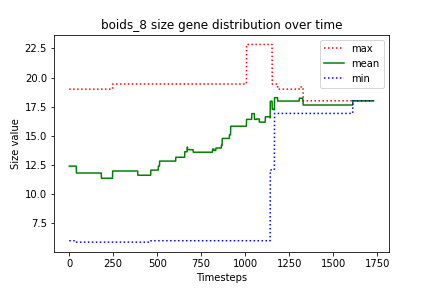 boids_8 size gene distribution over time
max
mean
min
Size value
22.5
20.0
17.5
15.0
12.5
10.0
7.5
0 250 500 750 1000 1250 1500 1750
Timesteps